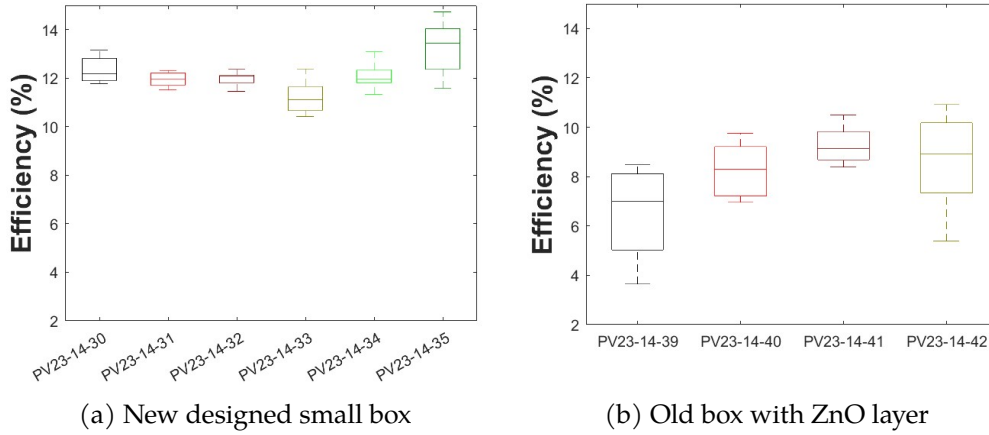 Efficiency (%)
14
12
10
8
6
4
2
PV23-14-30
PV23-14-31
PV23-14-32
PV23-14-33
PV23-14-34
PV23-14-35
(a) New designed small box
Efficiency (%)
14
12
10
8
6
4
2
PV23-14-39
PV23-14-40
PV23-14-41
PV23-14-42
(b) Old box with ZnO layer